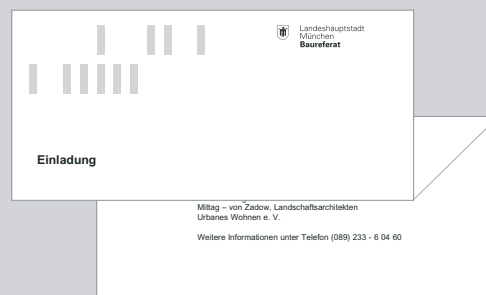 Landeshauptstadt
München
Baureferat
Einladung
Mittag – von Zadow, Landschaftsarchitekten
Urbanes Wohnen e. V.
Weitere Informationen unter Telefon (089) 233 - 6 04 60